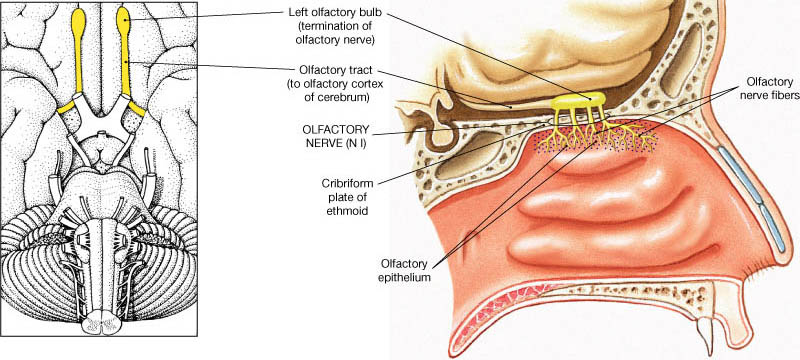 Left olfactory bulb
(termination of
olfactory nerve)
Olfactory tract
(to olfactory cortex
of cerebrum)
OLFACTORY
NERVE (N I)
Cribriform
plate of
ethmoid
Olfactory
epithelium
Olfactory
nerve fibers